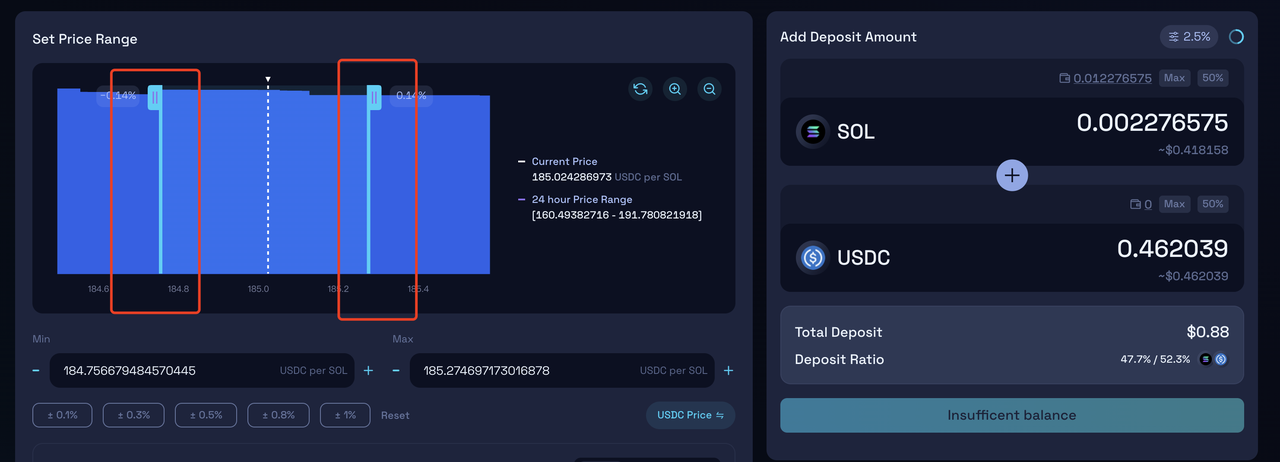 Set Price Range
-0.14%
0.14%
Current Price
185.024286973 USDC per SOL
24 hour Price Range
[160.49382716 - 191.780821918]
184.6
184.8
185.0
185.2
185.4
Min
Max
- 184.756679484570445 USDC per SOL +
- 185.274697173016878 USDC per SOL +
± 0.1%
± 0.3%
± 0.5%
± 0.8%
± 1%
Reset
USDC Price ⇋
Add Deposit Amount
2.5%
0.012276575 Max 50%
SOL
0.002276575
~$0.418158
+
0 Max 50%
USDC
0.462039
~$0.462039
Total Deposit
$0.88
Deposit Ratio
47.7% / 52.3%
Insufficent balance